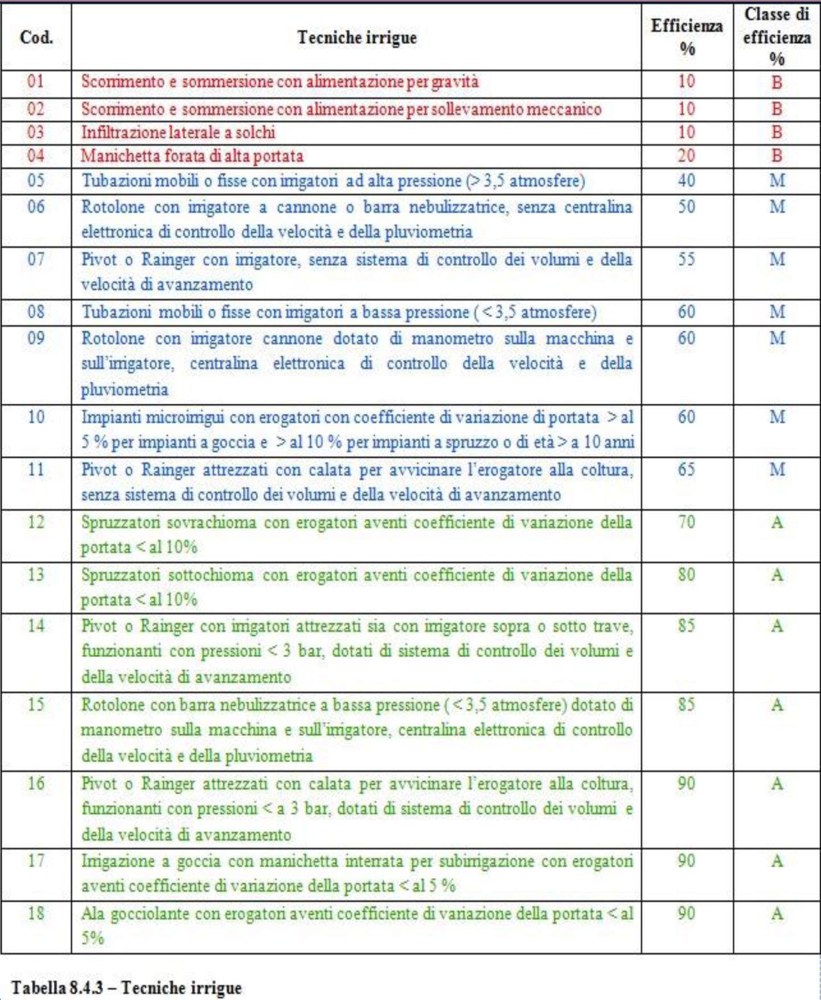 Cod. Tecniche irrigue Efficienza % Classe di efficienza %
01 Scorrimento e sommersione con alimentazione per gravità 10 B
02 Scorrimento e sommersione con alimentazione per sollevamento meccanico 10 B
03 Infiltrazione laterale a solchi 10 B
04 Manichetta forata di alta portata 20 B
05 Tubazioni mobili o fisse con irrigatori ad alta pressione (> 3,5 atmosfere) 40 M
06 Rotolone con irrigatore a cannone o barra nebulizzatrice, senza centralina 50 M
elettronica di controllo della velocità e della pluviometria
07 Pivot o Rainger con irrigatore, senza sistema di controllo dei volumi e della 55 M
velocità di avanzamento
08 Tubazioni mobili o fisse con irrigatori a bassa pressione ( < 3,5 atmosfere) 60 M
09 Rotolone con irrigatore cannone dotato di manometro sulla macchina e 60 M
sull'irrigatore, centralina elettronica di controllo della velocità e della
pluviometria
10 Impianti microirrigui con erogatori con coefficiente di variazione di portata > al 60 M
5 % per impianti a goccia e > al 10 % per impianti a spruzzo o di età > a 10 anni
11 Pivot o Rainger attrezzati con calata per avvicinare l'erogatore alla coltura, 65 M
senza sistema di controllo dei volumi e della velocità di avanzamento
12 Spruzzatori sovrachioma con erogatori aventi coefficiente di variazione della 70 A
portata < al 10%
13 Spruzzatori sottochioma con erogatori aventi coefficiente di variazione della 80 A
portata < al 10%
14 Pivot o Rainger con irrigatori attrezzati sia con irrigatore sopra o sotto trave, 85 A
funzionanti con pressioni < 3 bar, dotati di sistema di controllo dei volumi e
della velocità di avanzamento
15 Rotolone con barra nebulizzatrice a bassa pressione ( < 3,5 atmosfere) dotato di 85 A
manometro sulla macchina e sull'irrigatore, centralina elettronica di controllo
della velocità e della pluviometria
16 Pivot o Rainger attrezzati con calata per avvicinare l'erogatore alla coltura, 90 A
funzionanti con pressioni < a 3 bar, dotati di sistema di controllo dei volumi e
della velocità di avanzamento
17 Irrigazione a goccia con manichetta interrata per subirrigazione con erogatori 90 A
aventi coefficiente di variazione della portata < al 5 %
18 Ala gocciolante con erogatori aventi coefficiente di variazione della portata < al 90 A
5%
Tabella 8.4.3 – Tecniche irrigue